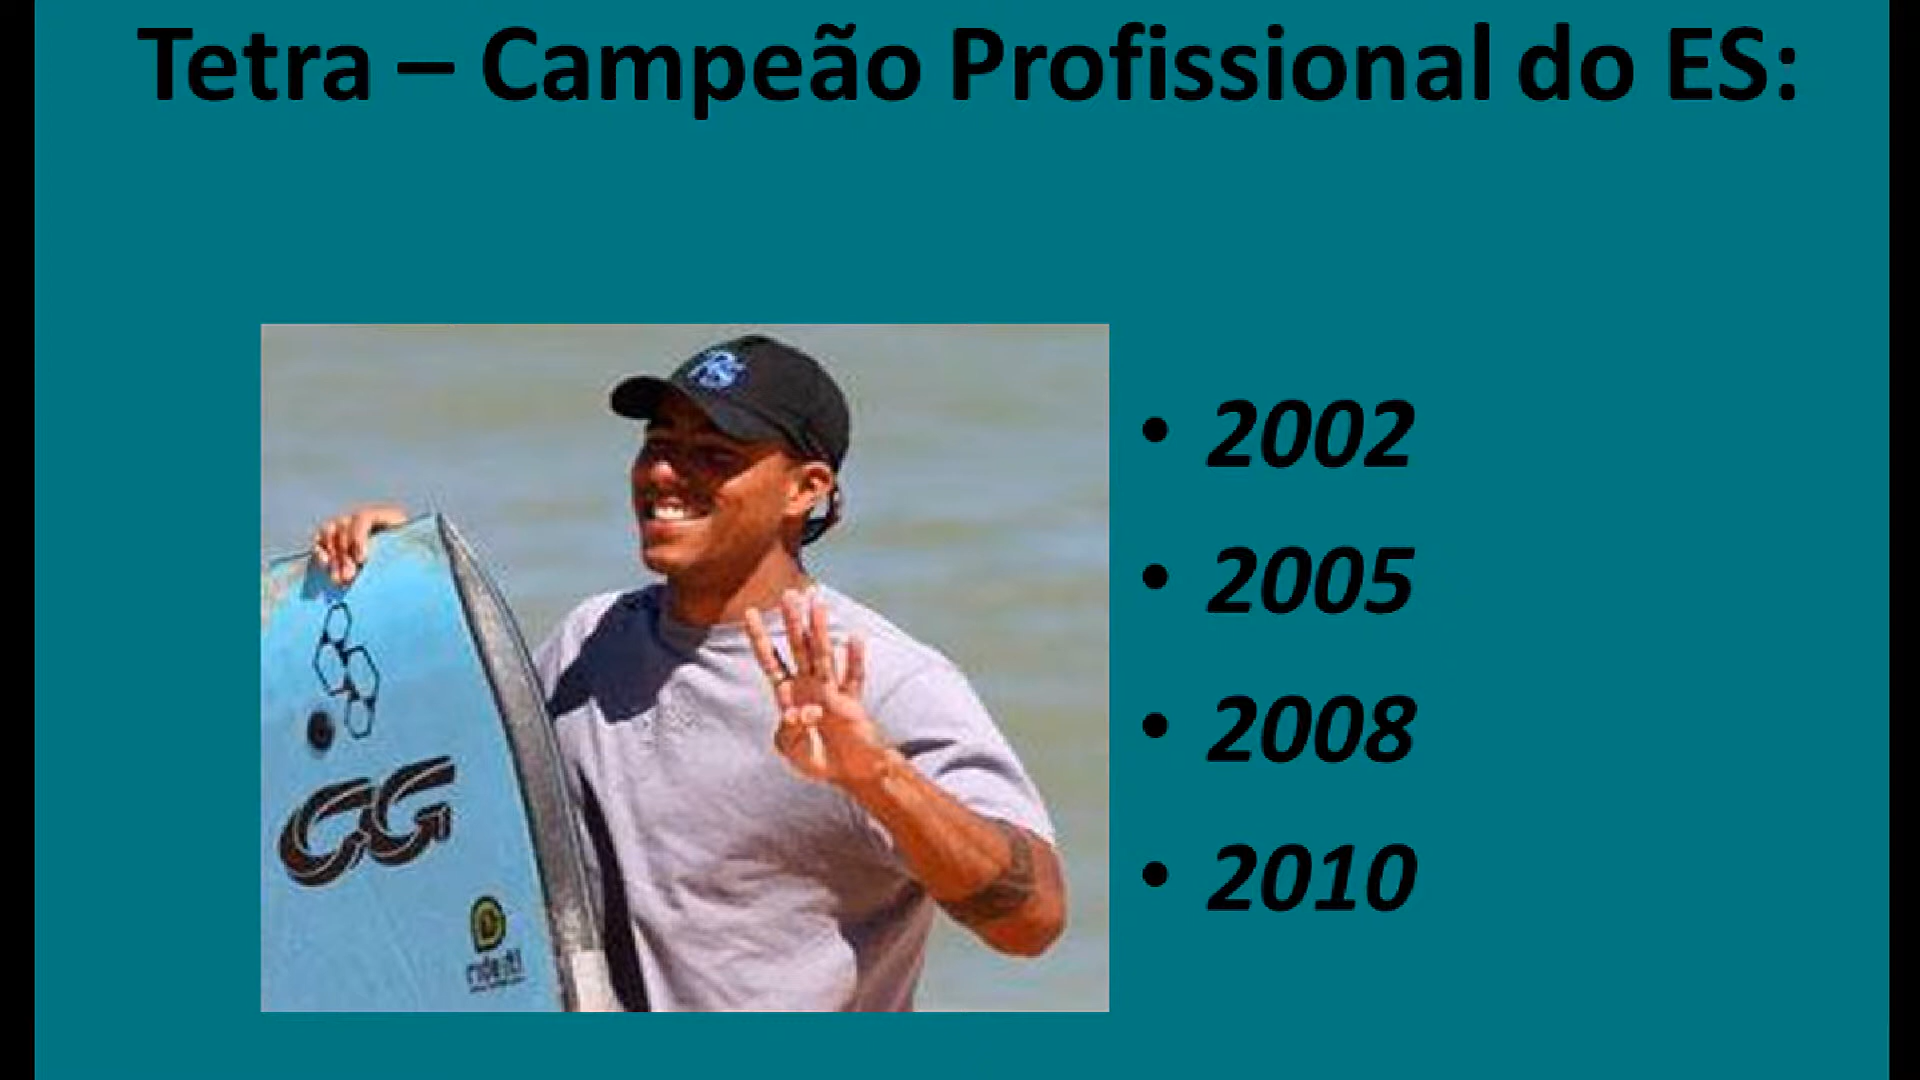 Tetra – Campeão Profissional do ES:
• 2002
• 2005
• 2008
• 2010
GG